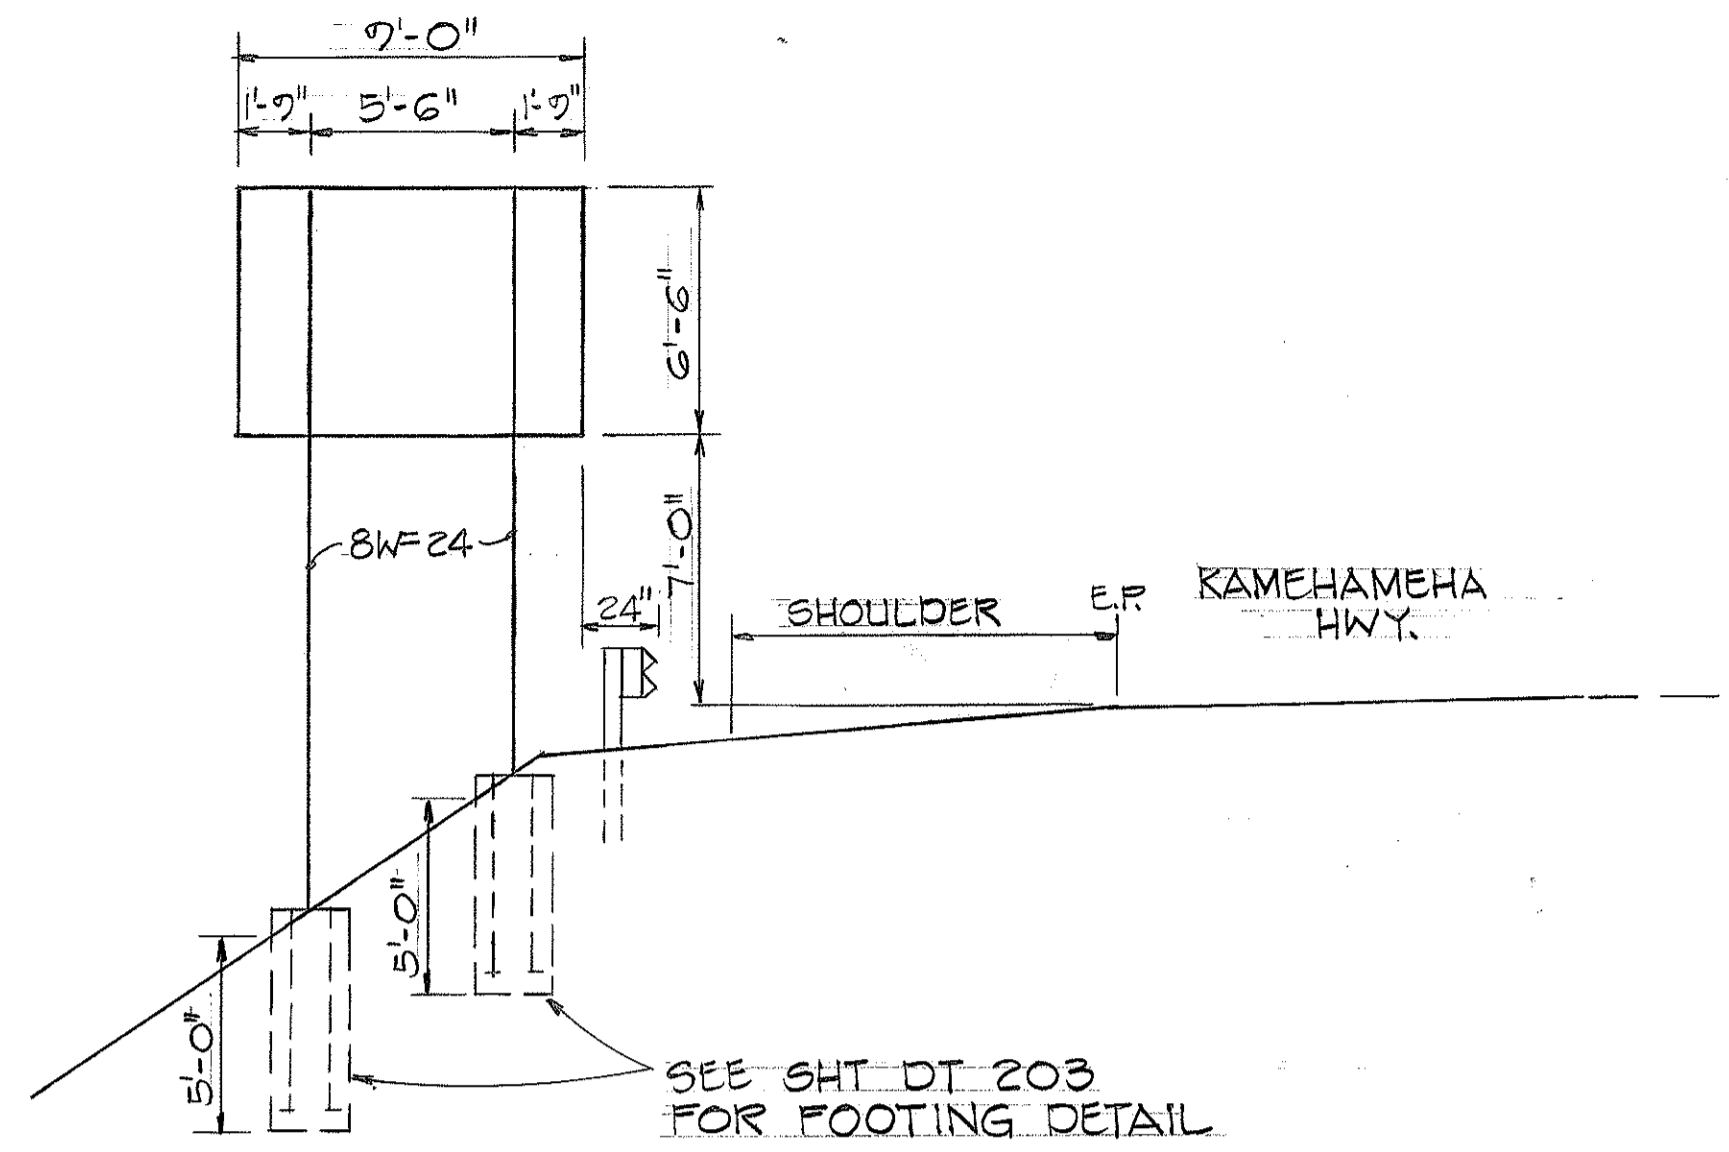 9'-0"
1'-9" 5'-6" 1'-9"
6'-6"
7'-0"
8WF24
24"
SHOULDER
E.P.
KAMEHAMEHA
HWY.
5'-0"
5'-0"
SEE SHT DT 203
FOR FOOTING DETAIL